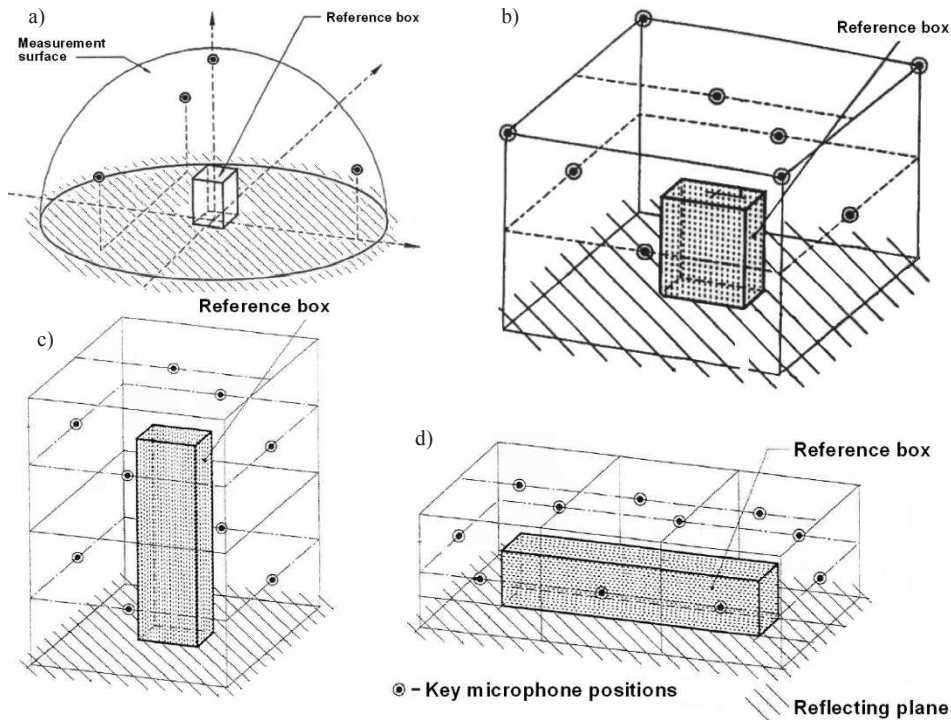 a)
Reference box
Measurement
surface
b)
Reference box
Reference box
c)
d)
Reference box
– Key microphone positions
Reflecting plane